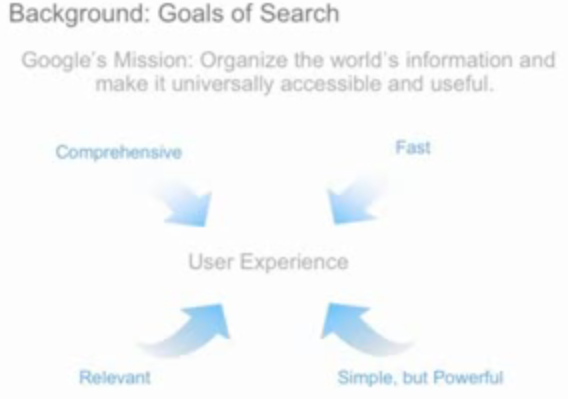 Background: Goals of Search
Google's Mission: Organize the world's information and
make it universally accessible and useful.
Comprehensive
Fast
User Experience
Relevant
Simple, but Powerful